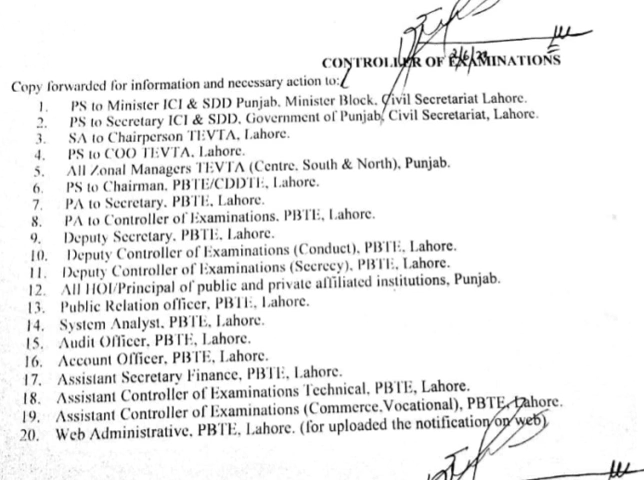 CONTROLLER OF EXAMINATIONS
Copy forwarded for information and necessary action to:
1. PS to Minister ICI & SDD Punjab. Minister Block. Civil Secretariat Lahore.
2. PS to Secretary ICI & SDD, Government of Punjab, Civil Secretariat, Lahore.
3. SA to Chairperson TEVTA, Lahore.
4. PS to COO TEVTA, Lahore.
5. All Zonal Managers TEVTA (Centre, South & North), Punjab.
6. PS to Chairman, PBTE/CDDTE, Lahore.
7. PA to Secretary, PBTE, Lahore.
8. PA to Controller of Examinations, PBTE, Lahore.
9. Deputy Secretary, PBTE, Lahore.
10. Deputy Controller of Examinations (Conduct), PBTE, Lahore.
11. Deputy Controller of Examinations (Secrecy), PBTE, Lahore.
12. All HOI/Principal of public and private affiliated institutions, Punjab.
13. Public Relation officer, PBTE, Lahore.
14. System Analyst, PBTE, Lahore.
15. Audit Officer, PBTE, Lahore.
16. Account Officer, PBTE, Lahore.
17. Assistant Secretary Finance, PBTE, Lahore.
18. Assistant Controller of Examinations Technical, PBTE, Lahore.
19. Assistant Controller of Examinations (Commerce,Vocational), PBTE, Lahore.
20. Web Administrative, PBTE, Lahore. (for uploaded the notification on web)